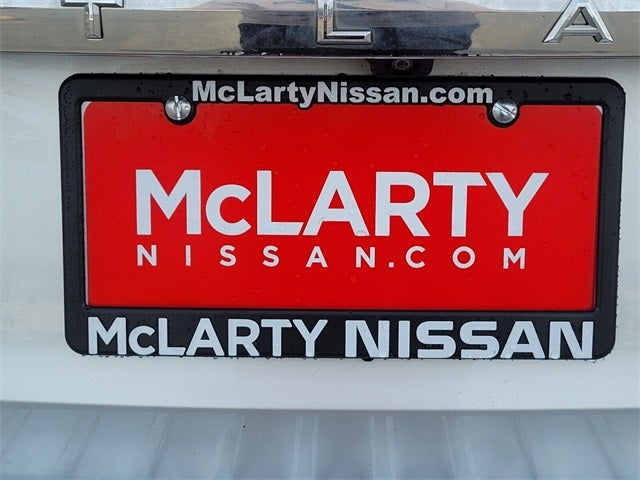 T L A
McLartyNissan.com
McLARTY
NISSAN.COM
McLARTY NISSAN